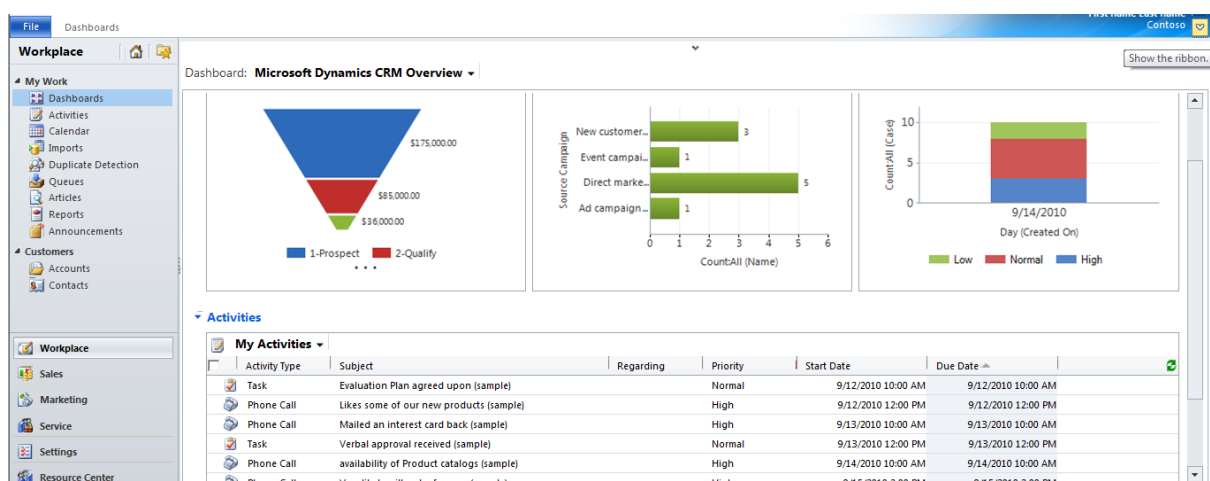 First name Last name
File Dashboards
Contoso
Workplace
Show the ribbon.
Dashboard: Microsoft Dynamics CRM Overview
My Work
Dashboards
Activities
Calendar
Imports
Duplicate Detection
Queues
Articles
Reports
Announcements
Customers
Accounts
Contacts
Workplace
Sales
Marketing
Service
Settings
Resource Center
$175,000.00
$85,000.00
$36,000.00
1-Prospect 2-Qualify
Source Campaign
New customer... 3
Event campai... 1
Direct marke... 5
Ad campaign... 1
0 1 2 3 4 5 6
Count:All (Name)
Count:All (Case)
10
5
0
9/14/2010
Day (Created On)
Low Normal High
Activities
My Activities
Activity Type Subject Regarding Priority Start Date Due Date
Task Evaluation Plan agreed upon (sample) Normal 9/12/2010 10:00 AM 9/12/2010 10:00 AM
Phone Call Likes some of our new products (sample) High 9/12/2010 12:00 PM 9/12/2010 12:00 PM
Phone Call Mailed an interest card back (sample) High 9/13/2010 10:00 AM 9/13/2010 10:00 AM
Task Verbal approval received (sample) Normal 9/13/2010 12:00 PM 9/13/2010 12:00 PM
Phone Call availability of Product catalogs (sample) High 9/14/2010 10:00 AM 9/14/2010 10:00 AM